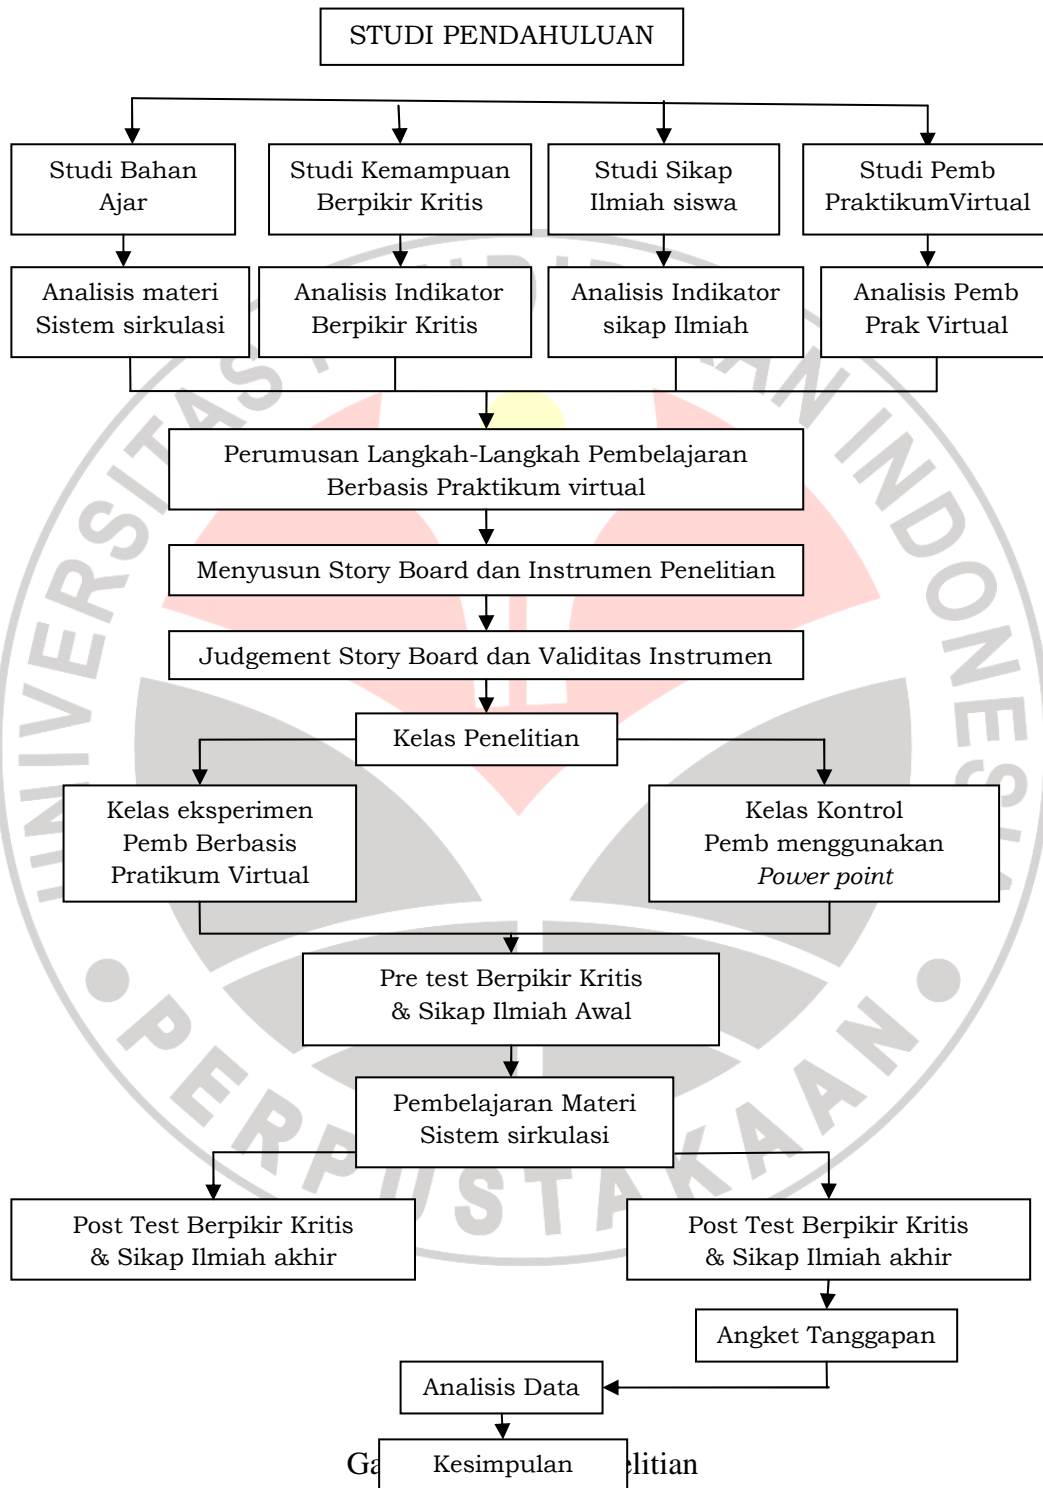 STUDI PENDAHULUAN
Studi Bahan
Ajar
Studi Kemampuan
Berpikir Kritis
Studi Sikap
Ilmiah siswa
Studi Pemb
PraktikumVirtual
Analisis materi
Sistem sirkulasi
Analisis Indikator
Berpikir Kritis
Analisis Indikator
sikap Ilmiah
Analisis Pemb
Prak Virtual
Perumusan Langkah-Langkah Pembelajaran
Berbasis Praktikum virtual
Menyusun Story Board dan Instrumen Penelitian
Judgement Story Board dan Validitas Instrumen
Kelas Penelitian
Kelas eksperimen
Pemb Berbasis
Pratikum Virtual
Kelas Kontrol
Pemb menggunakan
Power point
Pre test Berpikir Kritis
& Sikap Ilmiah Awal
Pembelajaran Materi
Sistem sirkulasi
Post Test Berpikir Kritis
& Sikap Ilmiah akhir
Post Test Berpikir Kritis
& Sikap Ilmiah akhir
Angket Tanggapan
Analisis Data
Kesimpulan
PERPUSTAKAAN